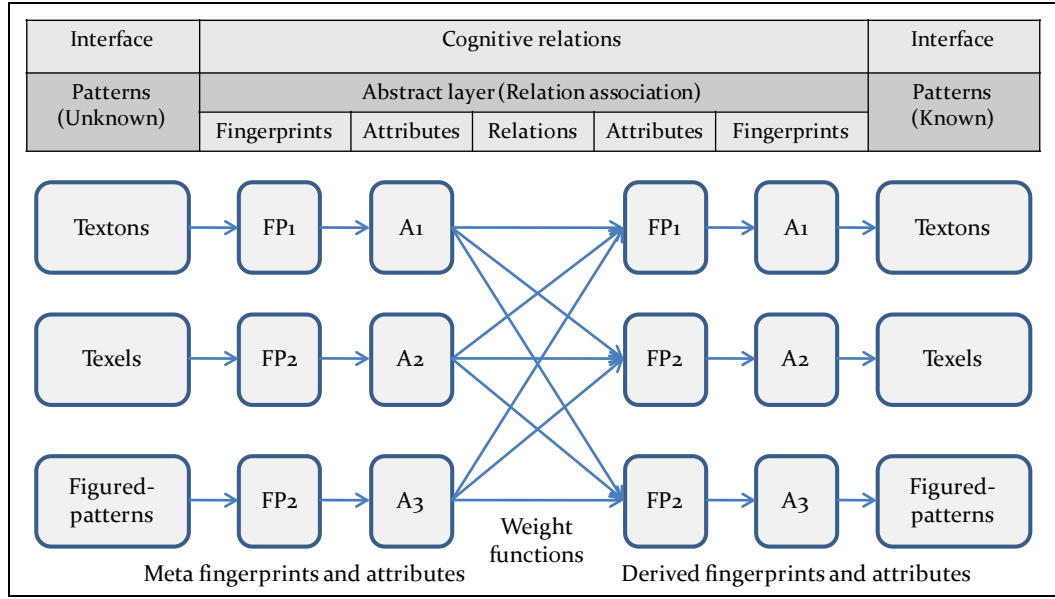 Interface Cognitive relations Interface
Patterns (Unknown) Abstract layer (Relation association) Patterns (Known)
Fingerprints Attributes Relations Attributes Fingerprints
Textons FP1 A1 FP1 A1 Textons
Texels FP2 A2 FP2 A2 Texels
Figured-
patterns FP2 A3 FP2 A3 Figured-
patterns
Weight
functions
Meta fingerprints and attributes Derived fingerprints and attributes